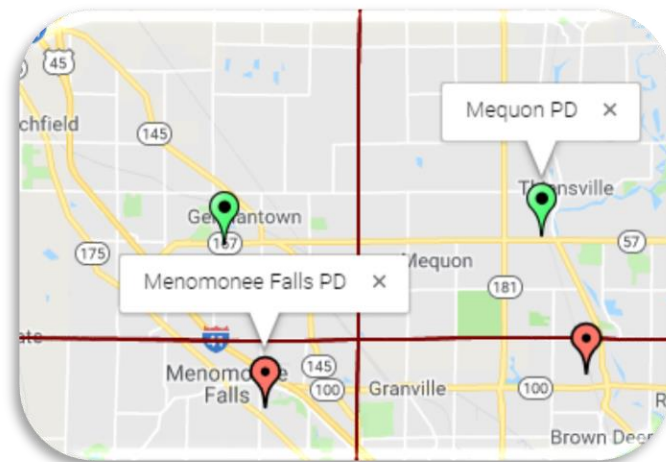 45
chfield
145
Mequon PD ×
Thiensville
Germantown
167
57
175
Mequon
Menomonee Falls PD ×
181
41
Menomonee
Falls
145
100
Granville
100
Brown Deer
R